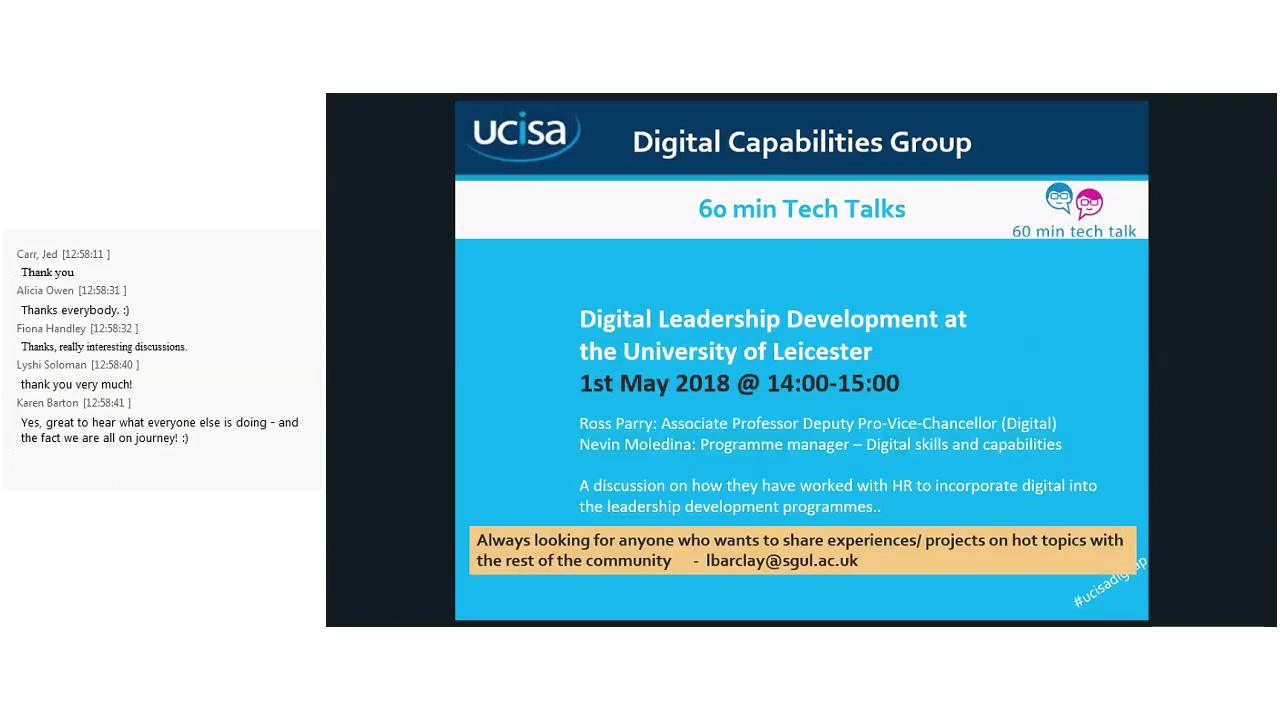 Carr, Jed [12:58:11 ]
Thank you
Alicia Owen [12:58:31 ]
Thanks everybody. :)
Fiona Handley [12:58:32 ]
Thanks, really interesting discussions.
Lyshi Soloman [12:58:40 ]
thank you very much!
Karen Barton [12:58:41 ]
Yes, great to hear what everyone else is doing - and
the fact we are all on journey! :)
ucisa
Digital Capabilities Group
60 min Tech Talks
60 min tech talk
Digital Leadership Development at
the University of Leicester
1st May 2018 @ 14:00-15:00
Ross Parry: Associate Professor Deputy Pro-Vice-Chancellor (Digital)
Nevin Moledina: Programme manager – Digital skills and capabilities
A discussion on how they have worked with HR to incorporate digital into
the leadership development programmes..
Always looking for anyone who wants to share experiences/ projects on hot topics with
the rest of the community - lbarclay@sgul.ac.uk